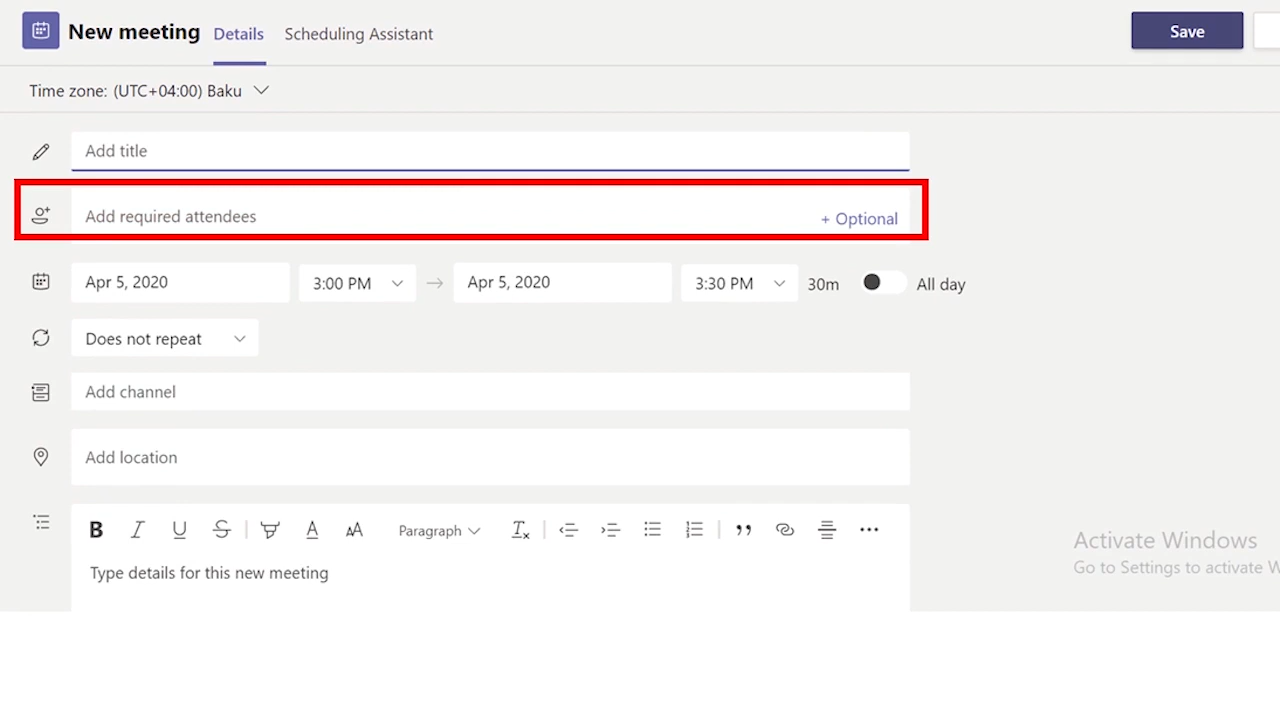 New meeting Details Scheduling Assistant Save
Time zone: (UTC+04:00) Baku
Add title
Add required attendees + Optional
Apr 5, 2020 3:00 PM → Apr 5, 2020 3:30 PM 30m All day
Does not repeat
Add channel
Add location
B I U S A AA Paragraph Tx
Type details for this new meeting
Activate Windows
Go to Settings to activate W